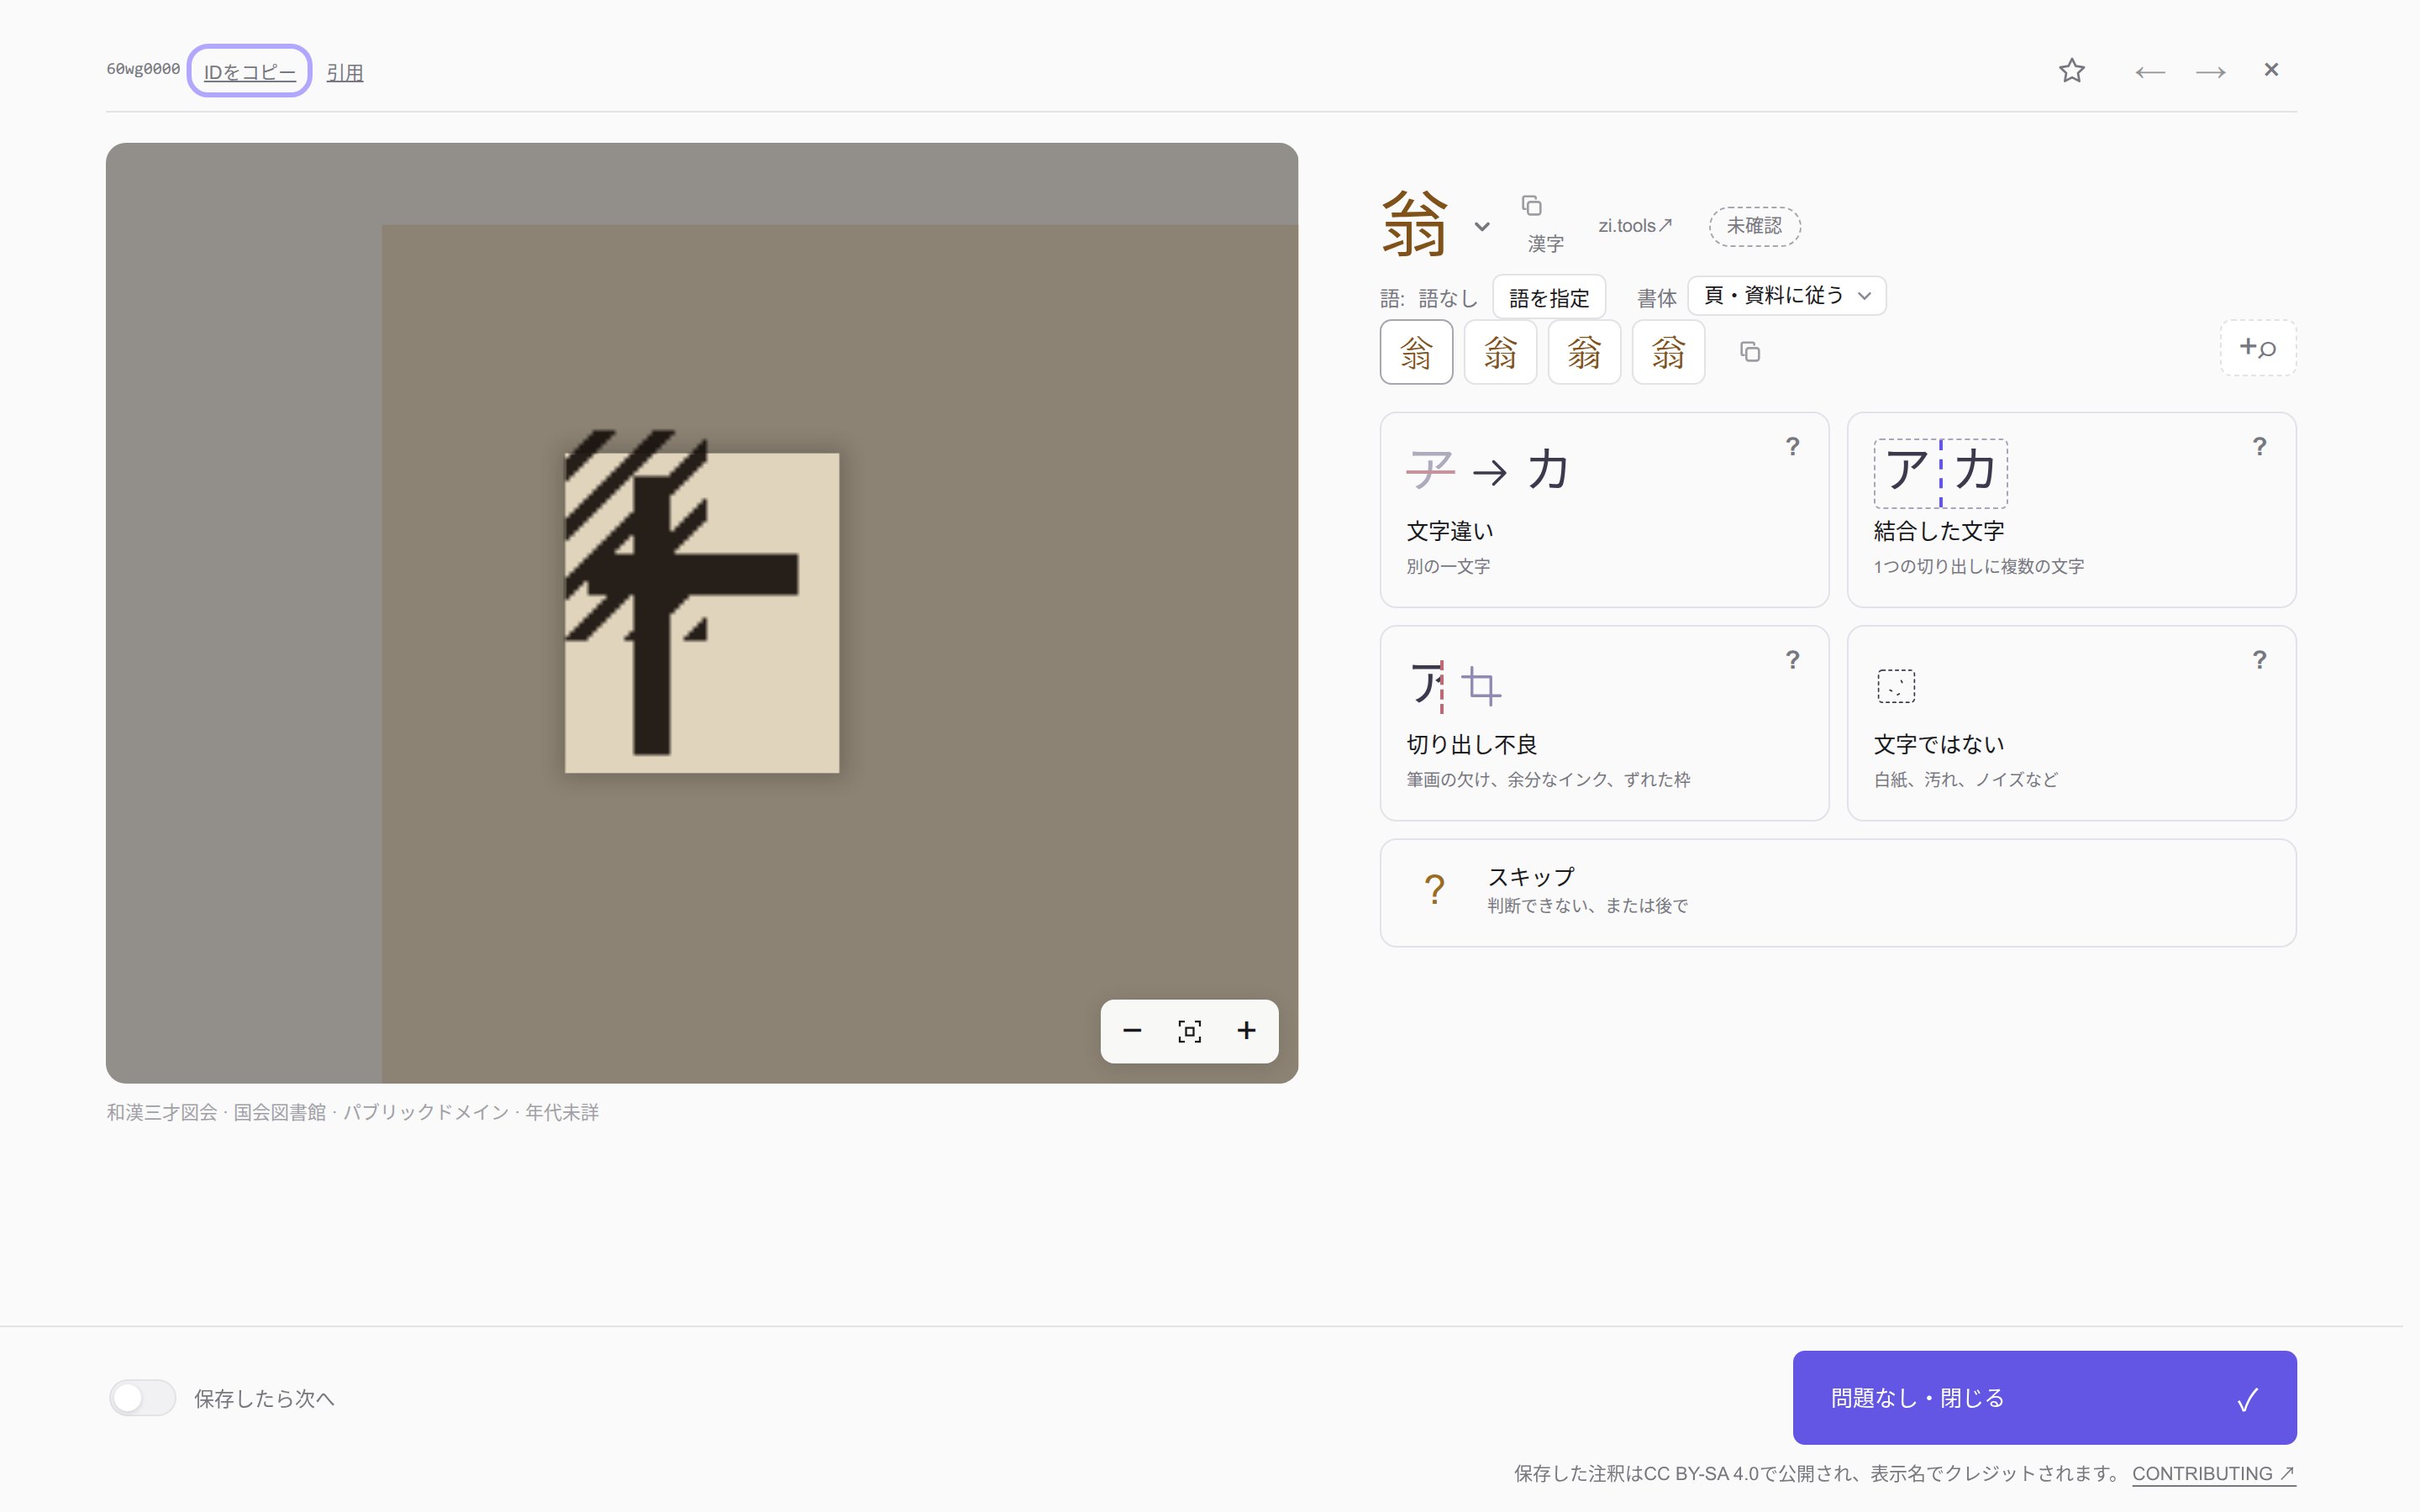 60wg0000 IDをコピー 引用
翁 漢字 zi.tools↗ 未確認
語: 語なし 語を指定 書体 頁・資料に従う
翁 翁 翁 翁
ア → カ ?
文字違い
別の一文字
ア カ ?
結合した文字
1つの切り出しに複数の文字
ア ?
切り出し不良
筆画の欠け、余分なインク、ずれた枠
?
文字ではない
白紙、汚れ、ノイズなど
? スキップ
判断できない、または後で
和漢三才図会 · 国会図書館 · パブリックドメイン · 年代未詳
保存したら次へ
問題なし・閉じる ✓
保存した注釈はCC BY-SA 4.0で公開され、表示名でクレジットされます。 CONTRIBUTING ↗